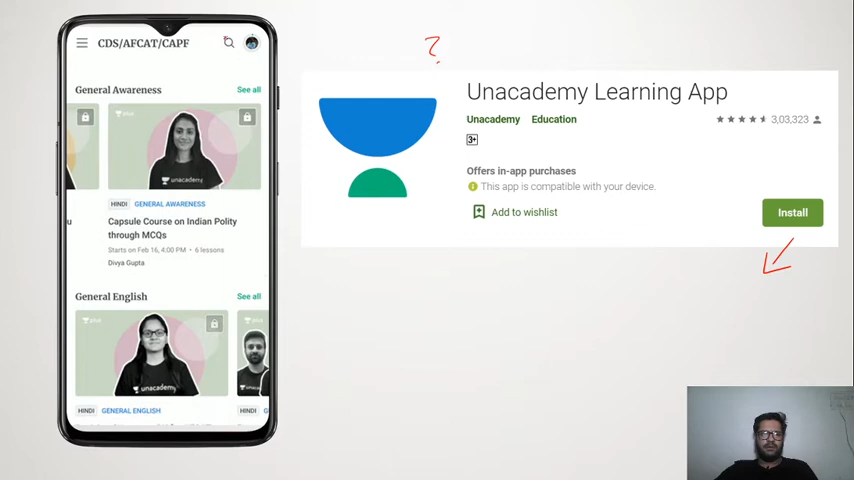 CDS/AFCAT/CAPF
General Awareness
See all
plus
unacademy
HINDI GENERAL AWARENESS
Capsule Course on Indian Polity
through MCQs
Starts on Feb 16, 4:00 PM • 6 lessons
Divya Gupta
General English
See all
plus
unacademy
HINDI GENERAL ENGLISH
HINDI
?
Unacademy Learning App
Unacademy Education
3,03,323
3+
Offers in-app purchases
This app is compatible with your device.
Add to wishlist
Install